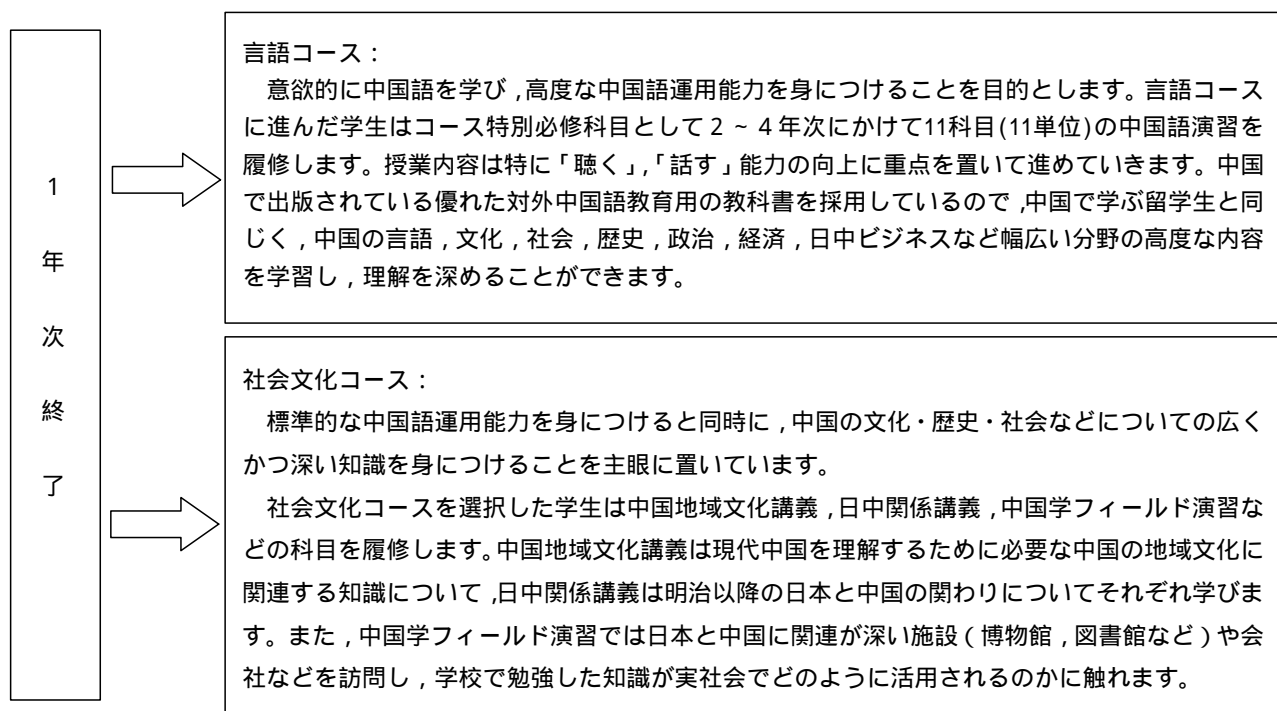 1
年
次
終
了
言語コース：
意欲的に中国語を学び，高度な中国語運用能力を身につけることを目的とします。言語コース
に進んだ学生はコース特別必修科目として２～４年次にかけて11科目(11単位)の中国語演習を
履修します。授業内容は特に「聴く」，「話す」能力の向上に重点を置いて進めていきます。中国
で出版されている優れた対外中国語教育用の教科書を採用しているので，中国で学ぶ留学生と同
じく，中国の言語，文化，社会，歴史，政治，経済，日中ビジネスなど幅広い分野の高度な内容
を学習し，理解を深めることができます。
社会文化コース：
標準的な中国語運用能力を身につけると同時に，中国の文化・歴史・社会などについての広く
かつ深い知識を身につけることを主眼に置いています。
社会文化コースを選択した学生は中国地域文化講義，日中関係講義，中国学フィールド演習な
どの科目を履修します。中国地域文化講義は現代中国を理解するために必要な中国の地域文化に
関連する知識について，日中関係講義は明治以降の日本と中国の関わりについてそれぞれ学びま
す。また，中国学フィールド演習では日本と中国に関連が深い施設（博物館，図書館など）や会
社などを訪問し，学校で勉強した知識が実社会でどのように活用されるのかに触れます。